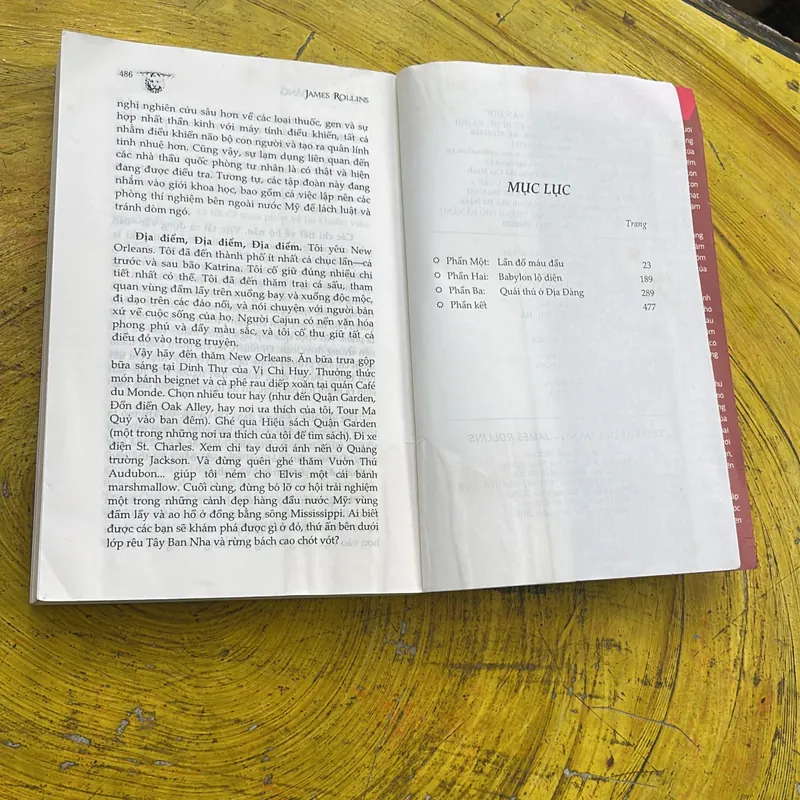 486
JAMES ROLLINS
nghị nghiên cứu sâu hơn về các loại thuốc, gen và sự
hợp nhất thần kinh với máy tính điều khiển, tất cả
nhằm điều khiến não bộ con người và tạo ra quân lính
tinh nhuệ hơn. Cũng vậy, sự lạm dụng liên quan đến
các nhà thầu quốc phòng tư nhân là có thật và hiện
đang được điều tra. Tương tự, các tập đoàn này đang
nhắm vào giới khoa học, bao gồm cả việc lập nên các
phòng thí nghiệm bên ngoài nước Mỹ để lách luật và
tránh dòm ngó.
Địa điểm, Địa điểm, Địa điểm. Tôi yêu New
Orleans. Tôi đã đến thành phố ít nhất cả chục lần—cả
trước và sau bão Katrina. Tôi cố giữ đúng nhiều chi
tiết nhất có thể. Tôi đã đến thăm trại cá sấu, tham
quan vùng đầm lầy trên xuồng bay và xuồng độc mộc,
đi dạo trên các đảo nổi, và nói chuyện với người bản
xứ về cuộc sống của họ. Người Cajun có nền văn hóa
phong phú và đầy màu sắc, và tôi cố thu giữ tất cả
điều đó vào trong truyện.
Vậy hãy đến thăm New Orleans. Ăn bữa trưa gộp
bữa sáng tại Dinh Thự của Vị Chỉ Huy. Thưởng thức
món bánh beignet và cà phê rau diếp xoăn tại quán Café
du Monde. Chọn nhiều tour hay (như đến Quận Garden,
Đồn điền Oak Alley, hay nơi ưa thích của tôi, Tour Ma
Quỷ vào ban đêm). Ghé qua Hiệu sách Quận Garden
(một trong những nơi ưa thích của tôi để tìm sách). Đi xe
điện St. Charles. Xem chỉ tay dưới ánh nến ở Quảng
trường Jackson. Và đừng quên ghé thăm Vườn Thú
Audubon... giúp tôi ném cho Elvis một cái bánh
marshmallow. Cuối cùng, đừng bỏ lỡ cơ hội trải nghiệm
một trong những cảnh đẹp hàng đầu nước Mỹ: vùng
đầm lầy và ao hồ ở đồng bằng sông Mississippi. Ai biết
được các bạn sẽ khám phá được gì ở đó, thứ ẩn bên dưới
lớp rêu Tây Ban Nha và rừng bách cao chót vót?
MỤC LỤC
Trang
Phần Một: Lần đổ máu đầu 23
Phần Hai: Babylon lộ diện 189
Phần Ba: Quái thú ở Địa Đàng 289
Phần kết 477